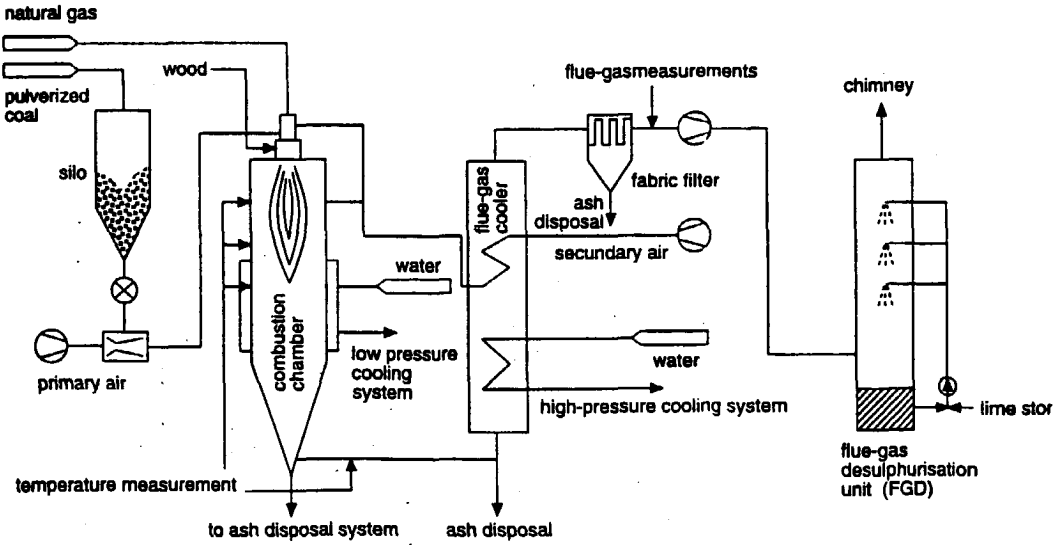 natural gas
pulverized
coal
silo
primary air
wood
combustion
chamber
water
low pressure
cooling
system
temperature measurement
to ash disposal system
flue-gas
cooler
flue-gasmeasurements
fabric filter
ash
disposal
secundary air
water
high-pressure cooling system
ash disposal
chimney
lime stor
flue-gas
desulphurisation
unit (FGD)